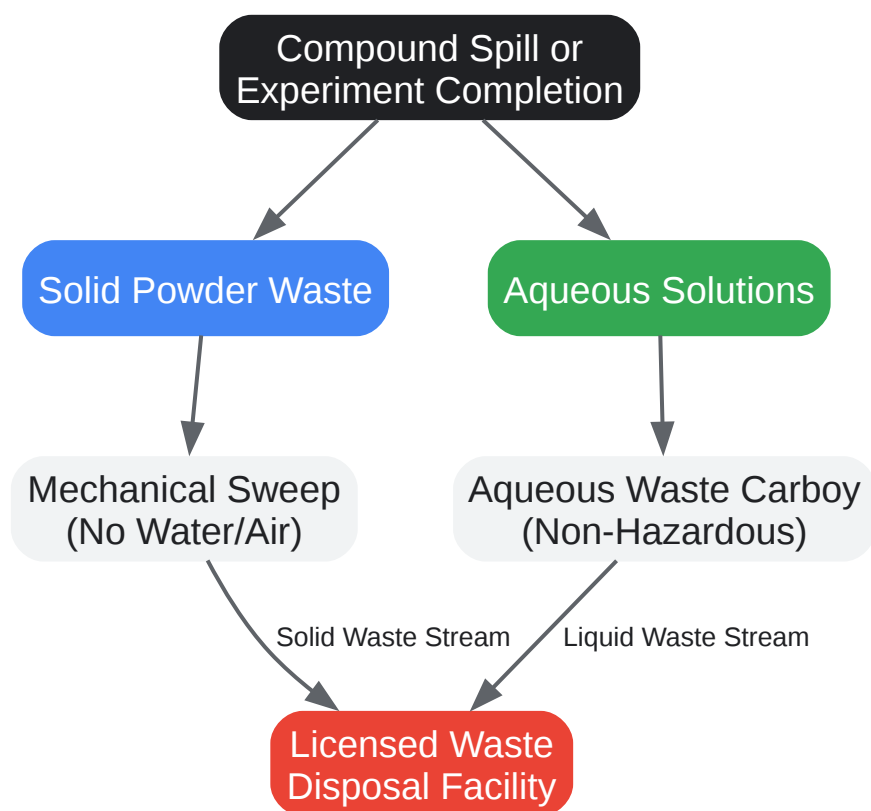 Compound Spill or
Experiment Completion
Solid Powder Waste
Aqueous Solutions
Mechanical Sweep
(No Water/Air)
Aqueous Waste Carboy
(Non-Hazardous)
Solid Waste Stream
Liquid Waste Stream
Licensed Waste
Disposal Facility